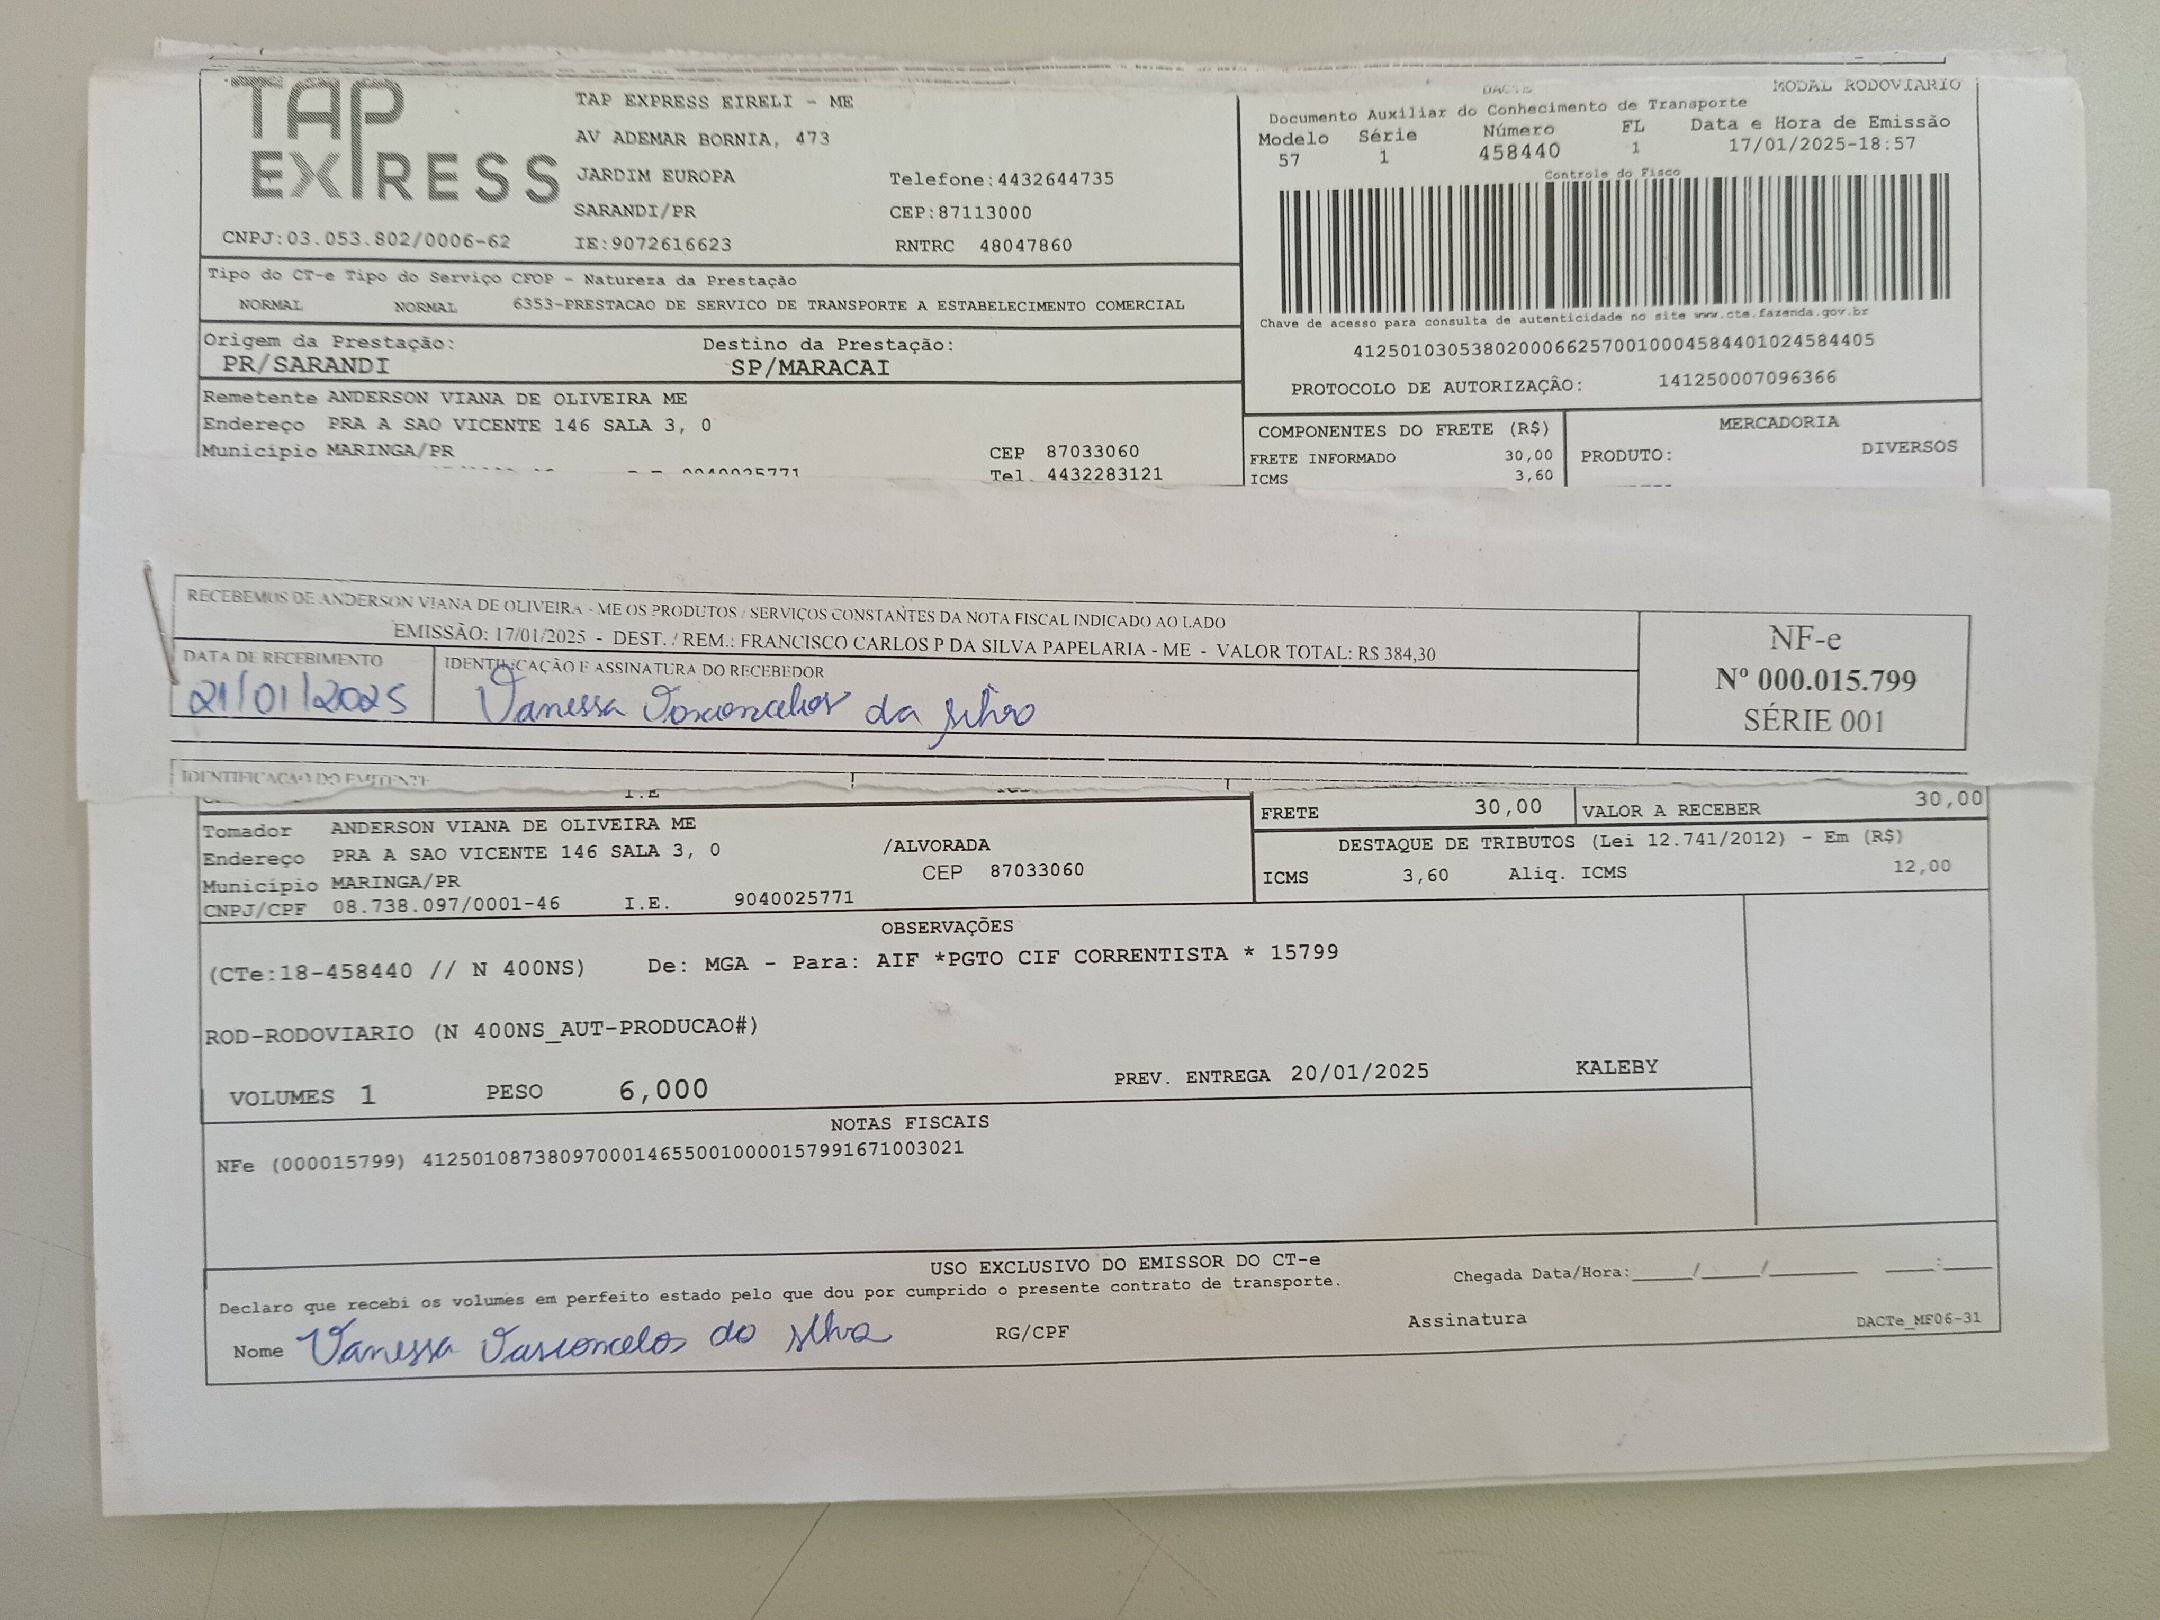 TAP EXPRESS
TAP EXPRESS EIRELI - ME
AV ADEMAR BORNIA, 473
JARDIM EUROPA Telefone:4432644735
SARANDI/PR CEP:87113000
CNPJ:03.053.802/0006-62 IE:9072616623 RNTRC 48047860
DACTE MODAL RODOVIARIO
Documento Auxiliar do Conhecimento de Transporte
Modelo Série Número FL Data e Hora de Emissão
57 1 458440 1 17/01/2025-18:57
Controle do Fisco
Chave de acesso para consulta de autenticidade no site www.cte.fazenda.gov.br
41250103053802000662570010004584401024584405
PROTOCOLO DE AUTORIZAÇÃO: 141250007096366
Tipo do CT-e Tipo do Serviço CFOP - Natureza da Prestação
NORMAL NORMAL 6353-PRESTACAO DE SERVICO DE TRANSPORTE A ESTABELECIMENTO COMERCIAL
Origem da Prestação: Destino da Prestação:
PR/SARANDI SP/MARACAI
Remetente ANDERSON VIANA DE OLIVEIRA ME
Endereço PRA A SAO VICENTE 146 SALA 3, 0
Município MARINGA/PR CEP 87033060
Tel. 4432283121
COMPONENTES DO FRETE (R$) MERCADORIA
FRETE INFORMADO 30,00 PRODUTO: DIVERSOS
ICMS 3,60
RECEBEMOS DE ANDERSON VIANA DE OLIVEIRA - ME OS PRODUTOS / SERVIÇOS CONSTANTES DA NOTA FISCAL INDICADO AO LADO
EMISSÃO: 17/01/2025 - DEST. / REM.: FRANCISCO CARLOS P DA SILVA PAPELARIA - ME - VALOR TOTAL: R$ 384,30
DATA DE RECEBIMENTO IDENTIFICAÇÃO E ASSINATURA DO RECEBEDOR
21/01/2025 Vanessa Vasconcelos da silva
NF-e
Nº 000.015.799
SÉRIE 001
IDENTIFICAÇÃO DO EMITENTE
I.E
FRETE 30,00 VALOR A RECEBER 30,00
Tomador ANDERSON VIANA DE OLIVEIRA ME
Endereço PRA A SAO VICENTE 146 SALA 3, 0 /ALVORADA
Município MARINGA/PR CEP 87033060
CNPJ/CPF 08.738.097/0001-46 I.E. 9040025771
DESTAQUE DE TRIBUTOS (Lei 12.741/2012) - Em (R$)
ICMS 3,60 Aliq. ICMS 12,00
OBSERVAÇÕES
(CTe:18-458440 // N 400NS) De: MGA - Para: AIF *PGTO CIF CORRENTISTA * 15799
ROD-RODOVIARIO (N 400NS_AUT-PRODUCAO#)
VOLUMES 1 PESO 6,000 PREV. ENTREGA 20/01/2025 KALEBY
NOTAS FISCAIS
NFe (000015799) 41250108738097000146550010000157991671003021
USO EXCLUSIVO DO EMISSOR DO CT-e
Declaro que recebi os volumes em perfeito estado pelo que dou por cumprido o presente contrato de transporte. Chegada Data/Hora:____/____/______ ____:____
Nome Vanessa Vasconcelos da silva RG/CPF Assinatura DACTe_MF06-31